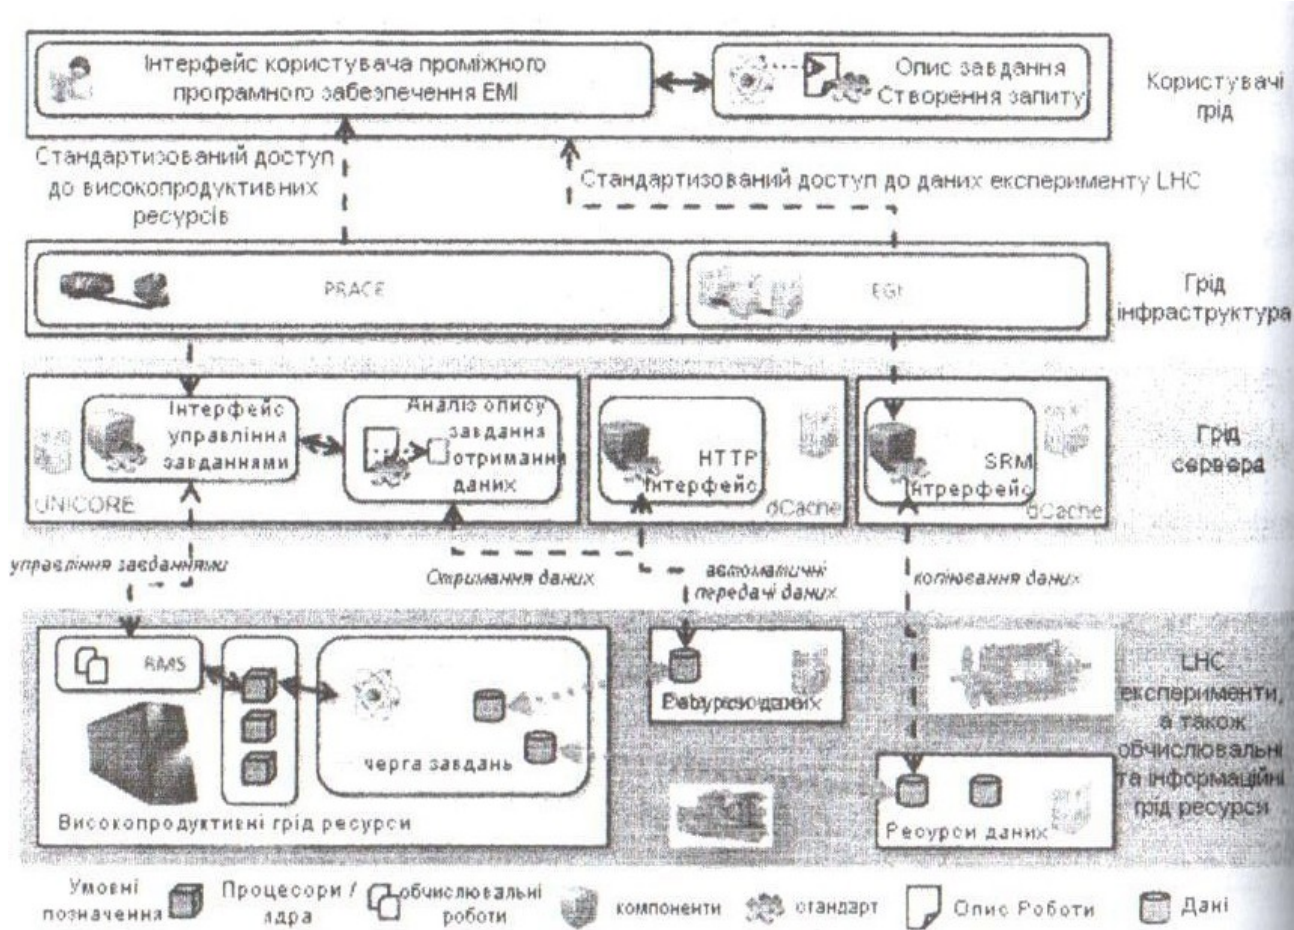 Інтерфейс користувача проміжного
програмного забезпечення EMI
Опис завдання
Створення запиту
Користувачі
грід
Стандартизований доступ
до високопродуктивних
ресурсів
Стандартизований доступ до даних експерименту LHC
PRACE
EGI
Грід
інфраструктура
Інтерфейс
управління
завданнями
UNICORE
Аналіз опису
завдання
отримання
даних
HTTP
Інтерфейс
dCache
SRM
Інтрерфейс
dCache
Грід
сервера
управління завданнями
Отримання даних
автоматичні
передачі даних
копіювання даних
RMS
черга завдань
Високопродуктивні грід ресурси
даних
Ресурси даних
LHC
експерименти,
а також
обчислювальні
та інформаційні
грід ресурси
Умовні
позначення
Процесори /
ядра
обчислювальні
роботи
компоненти
стандарт
Опис Роботи
Дані